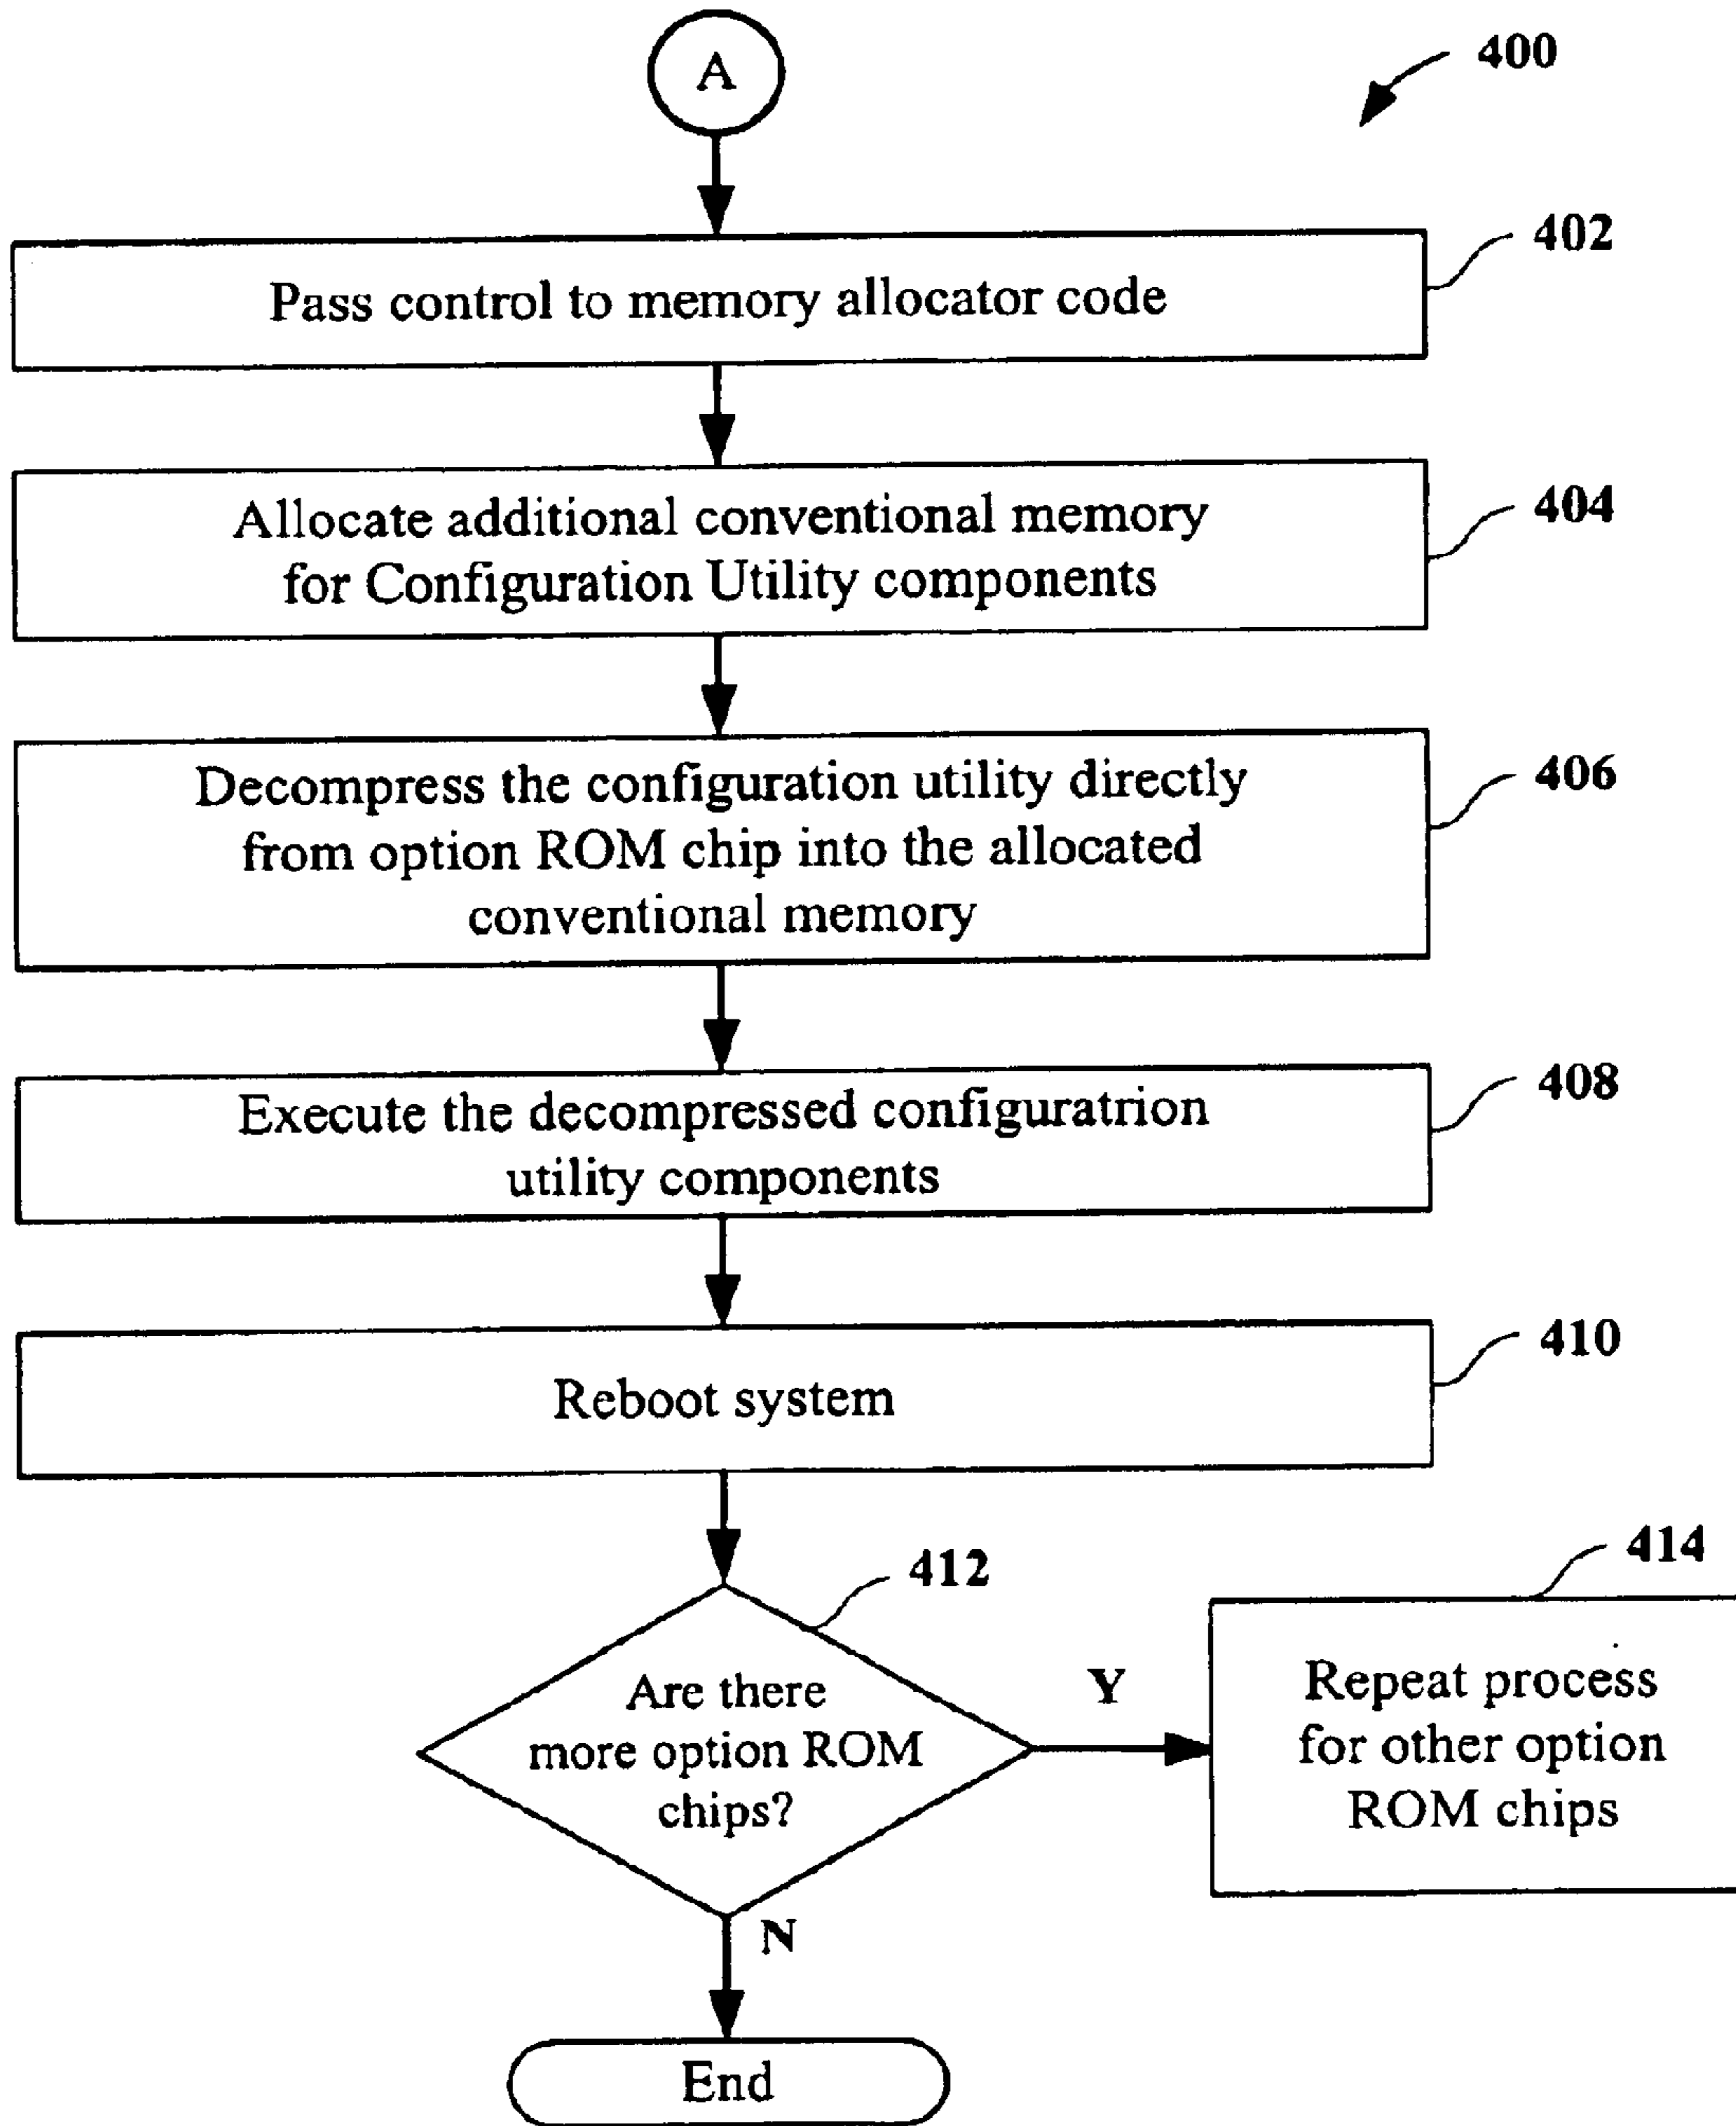 A
400
Pass control to memory allocator code
402
Allocate additional conventional memory
for Configuration Utility components
404
Decompress the configuration utility directly
from option ROM chip into the allocated
conventional memory
406
Execute the decompressed configuratrion
utility components
408
Reboot system
410
412
Are there
more option ROM
chips?
Y
414
Repeat process
for other option
ROM chips
N
End